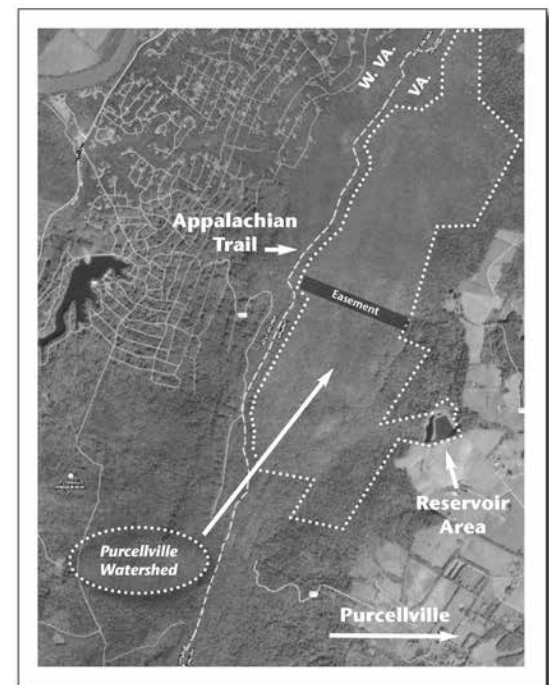 W. VA.
VA.
Appalachian
Trail
Easement
Reservoir
Area
Purcellville
Watershed
Purcellville